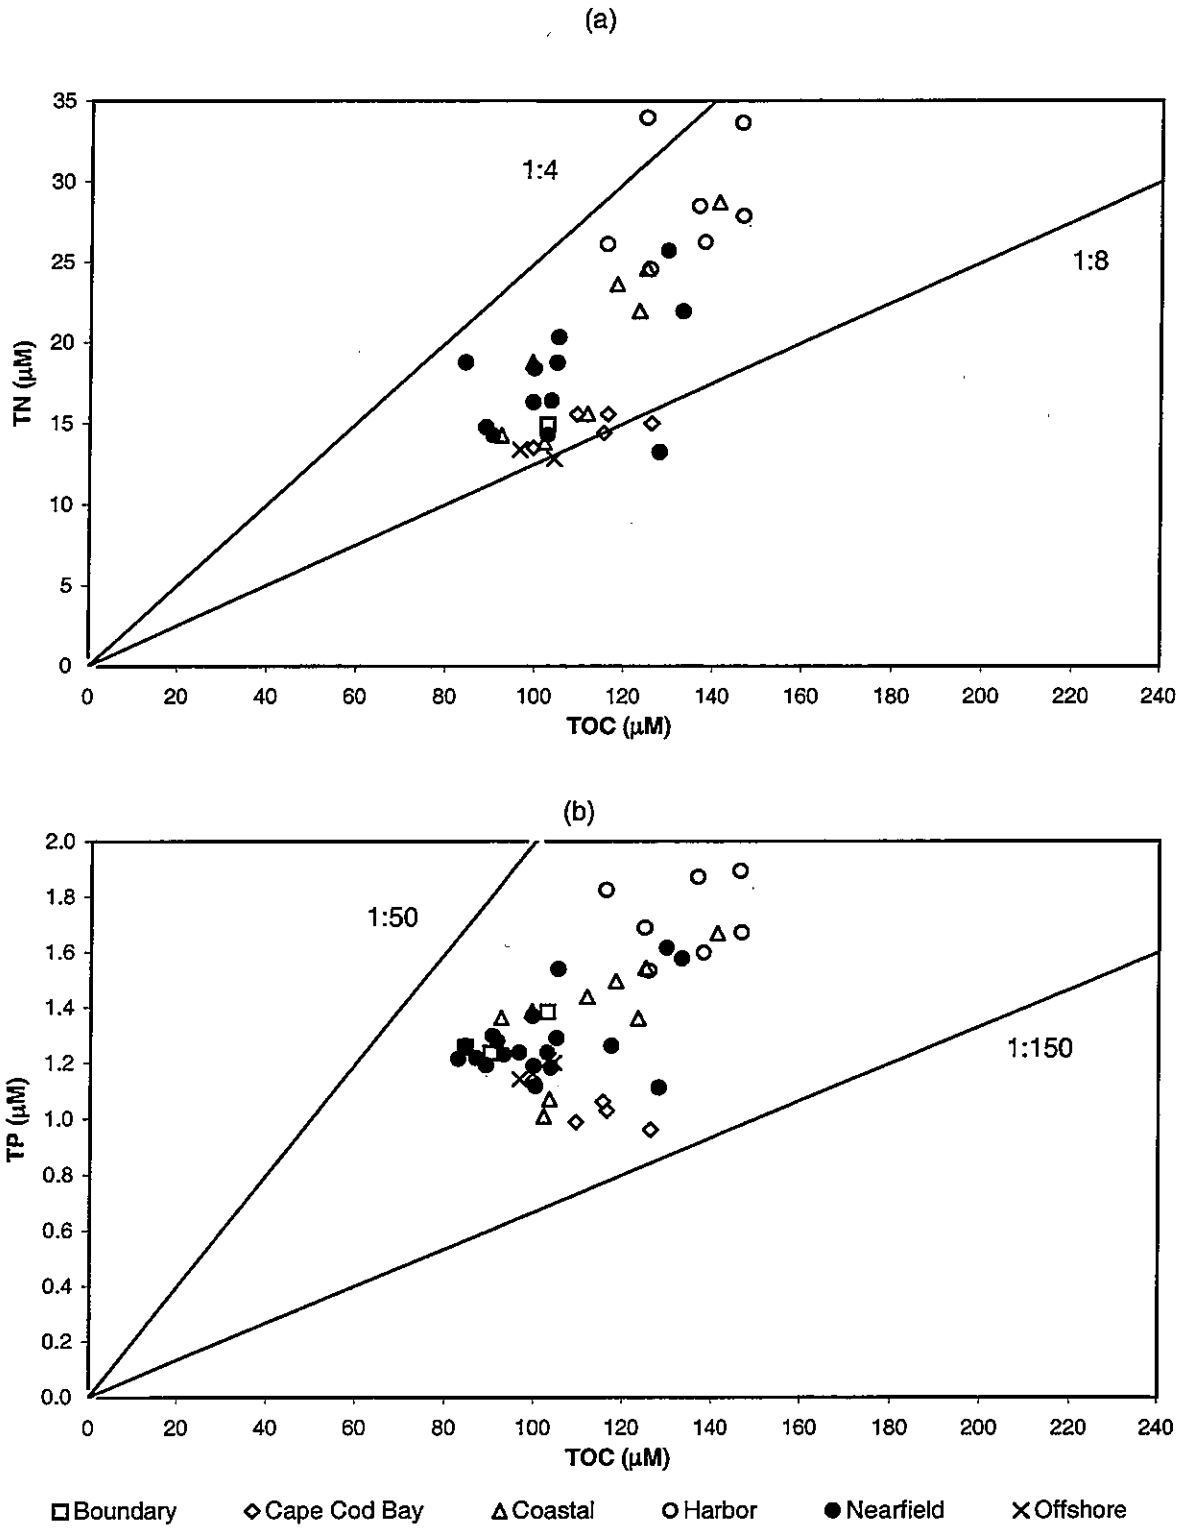 (a)
35
30
25
20
15
10
5
0
TN (μM)
1:4
1:8
0 20 40 60 80 100 120 140 160 180 200 220 240
TOC (μM)
(b)
2.0
1.8
1.6
1.4
1.2
1.0
0.8
0.6
0.4
0.2
0.0
TP (μM)
1:50
1:150
0 20 40 60 80 100 120 140 160 180 200 220 240
TOC (μM)
Boundary Cape Cod Bay Coastal Harbor Nearfield Offshore